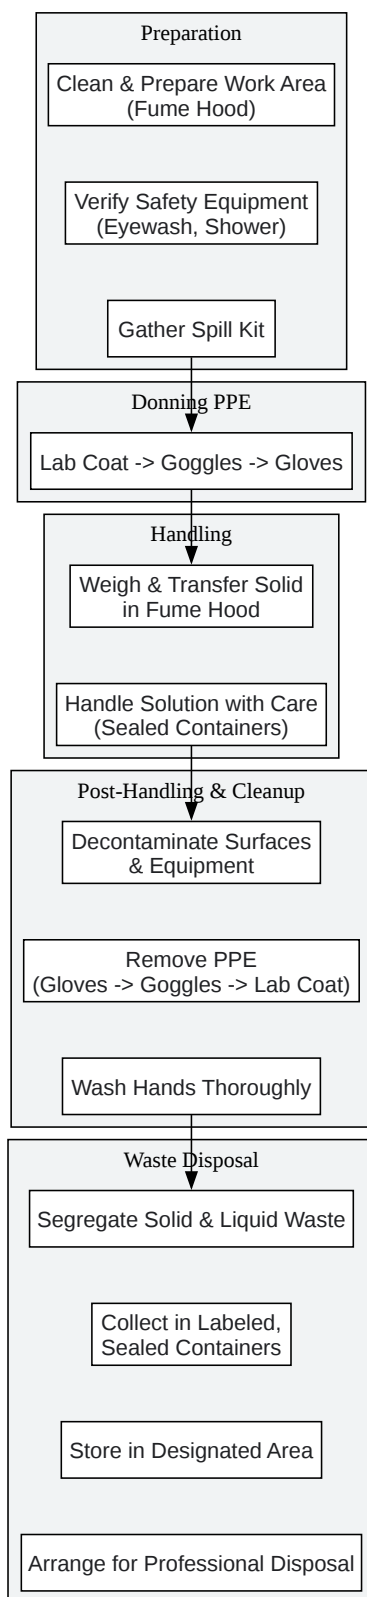 Preparation
Clean & Prepare Work Area
(Fume Hood)
Verify Safety Equipment
(Eyewash, Shower)
Gather Spill Kit
Donning PPE
Lab Coat -> Goggles -> Gloves
Handling
Weigh & Transfer Solid
in Fume Hood
Handle Solution with Care
(Sealed Containers)
Post-Handling & Cleanup
Decontaminate Surfaces
& Equipment
Remove PPE
(Gloves -> Goggles -> Lab Coat)
Wash Hands Thoroughly
Waste Disposal
Segregate Solid & Liquid Waste
Collect in Labeled,
Sealed Containers
Store in Designated Area
Arrange for Professional Disposal